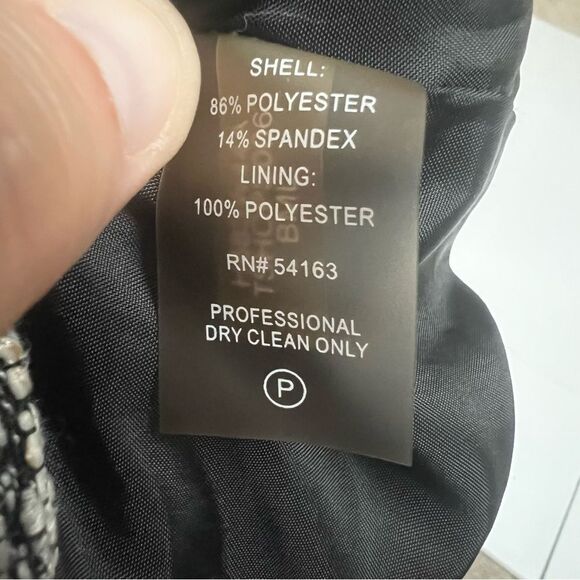 SHELL:
86% POLYESTER
14% SPANDEX
LINING:
100% POLYESTER
RN# 54163
PROFESSIONAL
DRY CLEAN ONLY
P